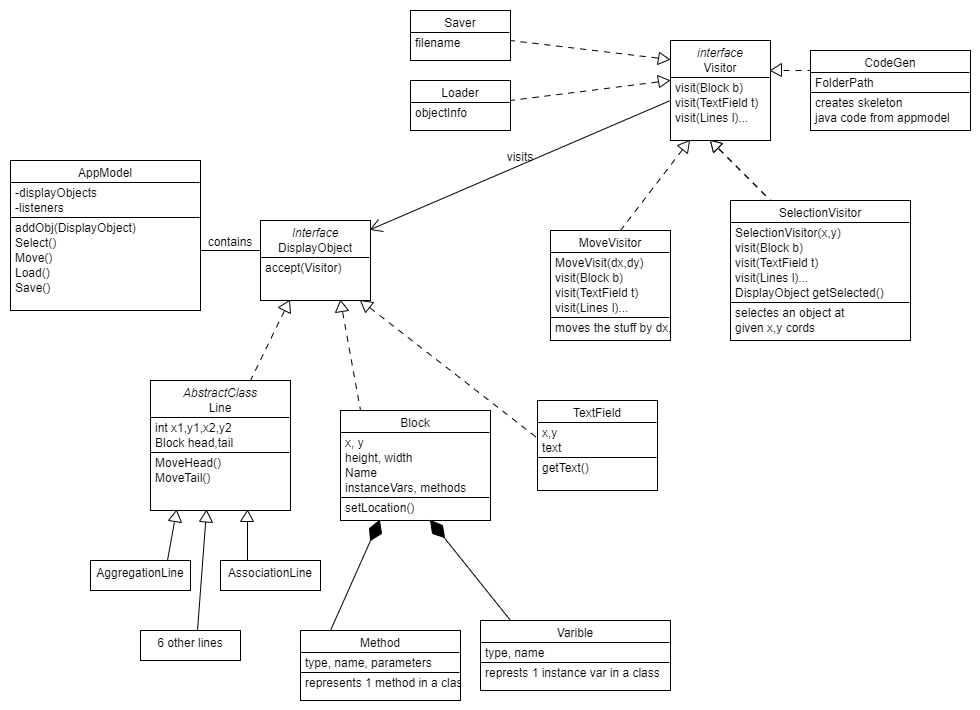 Saver
filename
interface
Visitor
visit(Block b)
visit(TextField t)
visit(Lines l)...
CodeGen
FolderPath
creates skeleton
java code from appmodel
Loader
objectInfo
visits
AppModel
-displayObjects
-listeners
addObj(DisplayObject)
Select()
Move()
Load()
Save()
contains
Interface
DisplayObject
accept(Visitor)
MoveVisitor
MoveVisit(dx,dy)
visit(Block b)
visit(TextField t)
visit(Lines l)...
moves the stuff by dx,
SelectionVisitor
SelectionVisitor(x,y)
visit(Block b)
visit(TextField t)
visit(Lines l)...
DisplayObject getSelected()
selectes an object at
given x,y cords
AbstractClass
Line
int x1,y1,x2,y2
Block head,tail
MoveHead()
MoveTail()
Block
x, y
height, width
Name
instanceVars, methods
setLocation()
TextField
x,y
text
getText()
AggregationLine
AssociationLine
6 other lines
Method
type, name, parameters
represents 1 method in a clas
Varible
type, name
represts 1 instance var in a class